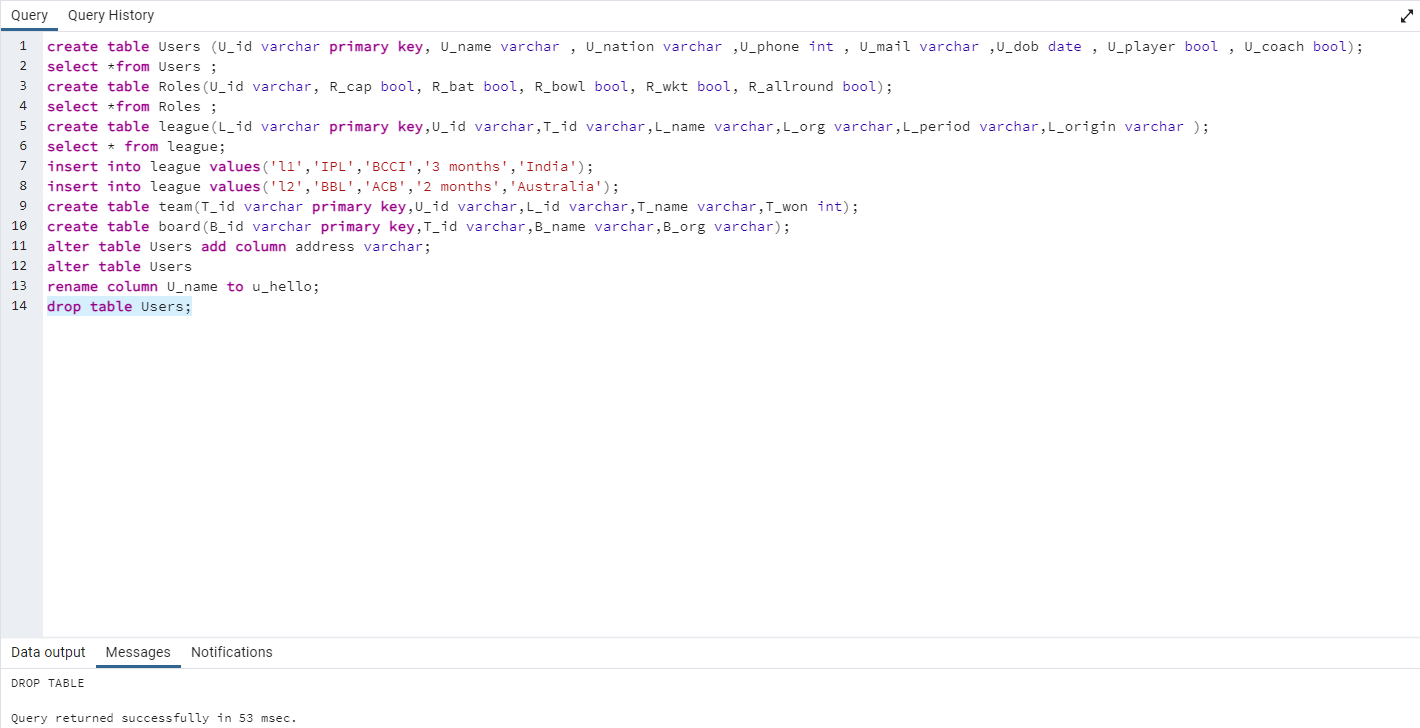 Query Query History
1 create table Users (U_id varchar primary key, U_name varchar , U_nation varchar ,U_phone int , U_mail varchar ,U_dob date , U_player bool , U_coach bool);
2 select *from Users ;
3 create table Roles(U_id varchar, R_cap bool, R_bat bool, R_bowl bool, R_wkt bool, R_allround bool);
4 select *from Roles ;
5 create table league(L_id varchar primary key,U_id varchar,T_id varchar,L_name varchar,L_org varchar,L_period varchar,L_origin varchar );
6 select * from league;
7 insert into league values('l1','IPL','BCCI','3 months','India');
8 insert into league values('l2','BBL','ACB','2 months','Australia');
9 create table team(T_id varchar primary key,U_id varchar,L_id varchar,T_name varchar,T_won int);
10 create table board(B_id varchar primary key,T_id varchar,B_name varchar,B_org varchar);
11 alter table Users add column address varchar;
12 alter table Users
13 rename column U_name to u_hello;
14 drop table Users;
Data output Messages Notifications
DROP TABLE
Query returned successfully in 53 msec.